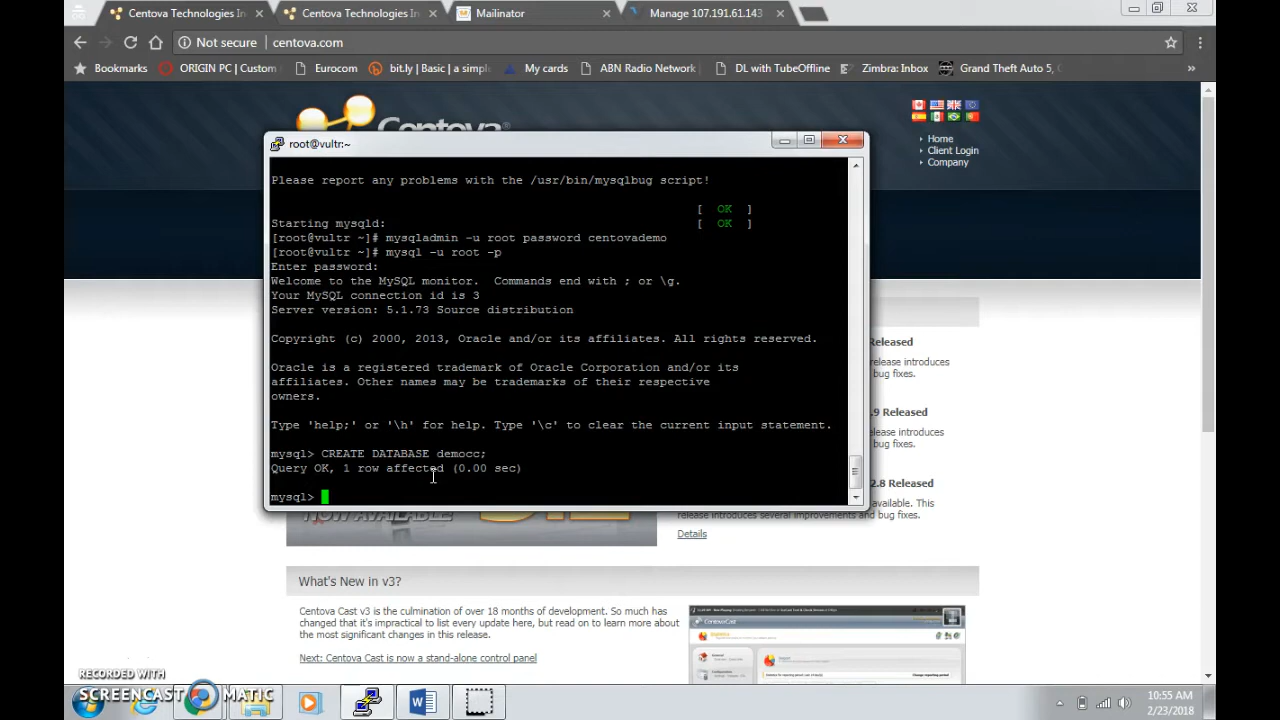 Centova Technologies In
Centova Technologies In
Mailinator
Manage 107.191.61.143
Not secure | centova.com
Bookmarks
ORIGIN PC | Custom
Eurocom
bit.ly | Basic | a simpl
My cards
ABN Radio Network
DL with TubeOffline
Zimbra: Inbox
Grand Theft Auto 5,
»
Centova
Home
Client Login
Company
root@vultr:~
Please report any problems with the /usr/bin/mysqlbug script!
[ OK ]
Starting mysqld: [ OK ]
[root@vultr ~]# mysqladmin -u root password centovademo
[root@vultr ~]# mysql -u root -p
Enter password:
Welcome to the MySQL monitor.  Commands end with ; or \g.
Your MySQL connection id is 3
Server version: 5.1.73 Source distribution
Copyright (c) 2000, 2013, Oracle and/or its affiliates. All rights reserved.
Oracle is a registered trademark of Oracle Corporation and/or its
affiliates. Other names may be trademarks of their respective
owners.
Type 'help;' or '\h' for help. Type '\c' to clear the current input statement.
mysql> CREATE DATABASE democc;
Query OK, 1 row affected (0.00 sec)
mysql>
Released
release introduces
bug fixes.
.9 Released
release introduces
bug fixes.
2.8 Released
available. This
release introduces several improvements and bug fixes.
Details
NOW AVAILABLE!
What's New in v3?
Centova Cast v3 is the culmination of over 18 months of development. So much has
changed that it's impractical to list every update here, but read on to learn more about
the most significant changes in this release.
Next: Centova Cast is now a stand-alone control panel
CentovaCast
Change reporting period
RECORDED WITH
SCREENCAST MATIC
10:55 AM
2/23/2018